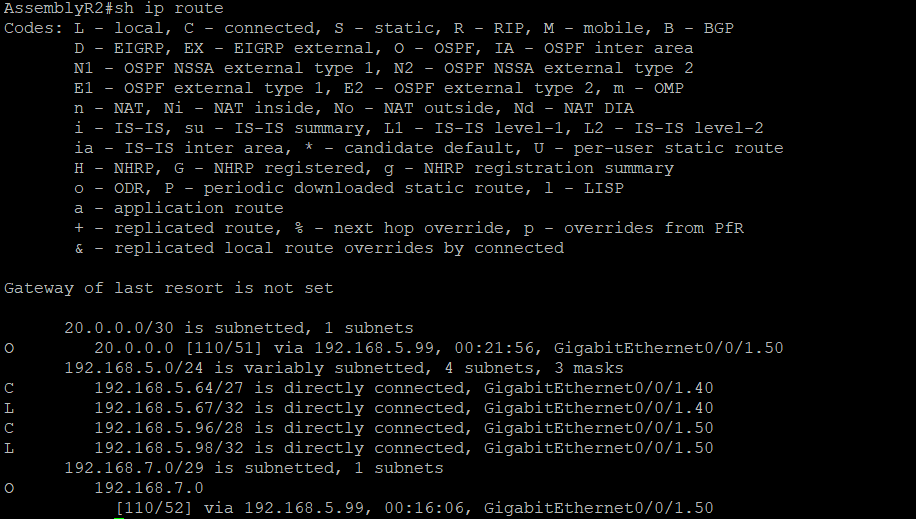 AssemblyR2#sh ip route
Codes: L - local, C - connected, S - static, R - RIP, M - mobile, B - BGP
       D - EIGRP, EX - EIGRP external, O - OSPF, IA - OSPF inter area
       N1 - OSPF NSSA external type 1, N2 - OSPF NSSA external type 2
       E1 - OSPF external type 1, E2 - OSPF external type 2, m - OMP
       n - NAT, Ni - NAT inside, No - NAT outside, Nd - NAT DIA
       i - IS-IS, su - IS-IS summary, L1 - IS-IS level-1, L2 - IS-IS level-2
       ia - IS-IS inter area, * - candidate default, U - per-user static route
       H - NHRP, G - NHRP registered, g - NHRP registration summary
       o - ODR, P - periodic downloaded static route, l - LISP
       a - application route
       + - replicated route, % - next hop override, p - overrides from PfR
       & - replicated local route overrides by connected

Gateway of last resort is not set

      20.0.0.0/30 is subnetted, 1 subnets
O        20.0.0.0 [110/51] via 192.168.5.99, 00:21:56, GigabitEthernet0/0/1.50
      192.168.5.0/24 is variably subnetted, 4 subnets, 3 masks
C        192.168.5.64/27 is directly connected, GigabitEthernet0/0/1.40
L        192.168.5.67/32 is directly connected, GigabitEthernet0/0/1.40
C        192.168.5.96/28 is directly connected, GigabitEthernet0/0/1.50
L        192.168.5.98/32 is directly connected, GigabitEthernet0/0/1.50
      192.168.7.0/29 is subnetted, 1 subnets
O        192.168.7.0
           [110/52] via 192.168.5.99, 00:16:06, GigabitEthernet0/0/1.50